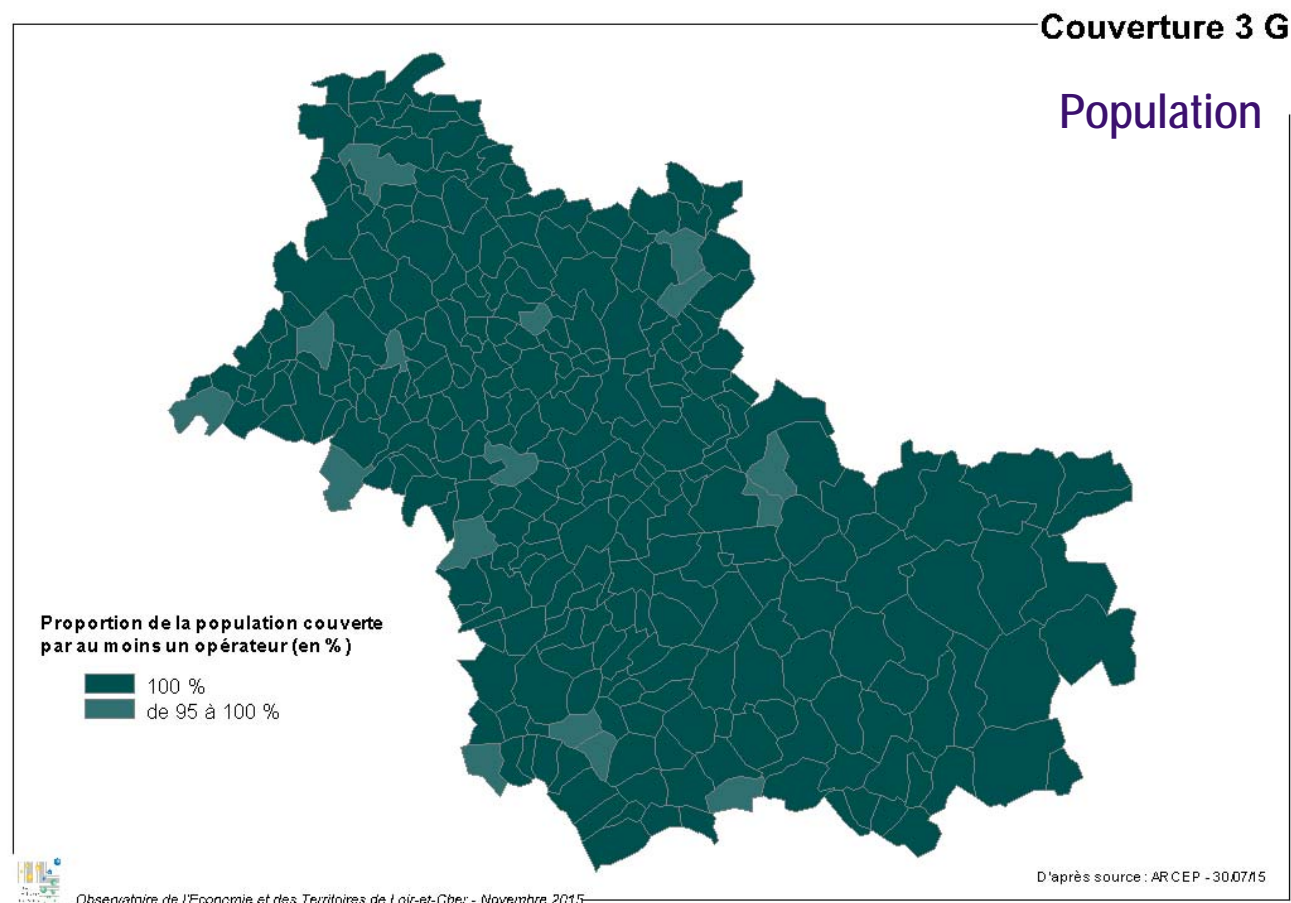 Couverture 3 G
Population
Proportion de la population couverte
par au moins un opérateur (en %)
100 %
de 95 à 100 %
D'après source : ARCEP - 30/07/15
Observatoire de l'Economie et des Territoires de Loir-et-Cher - Novembre 2015